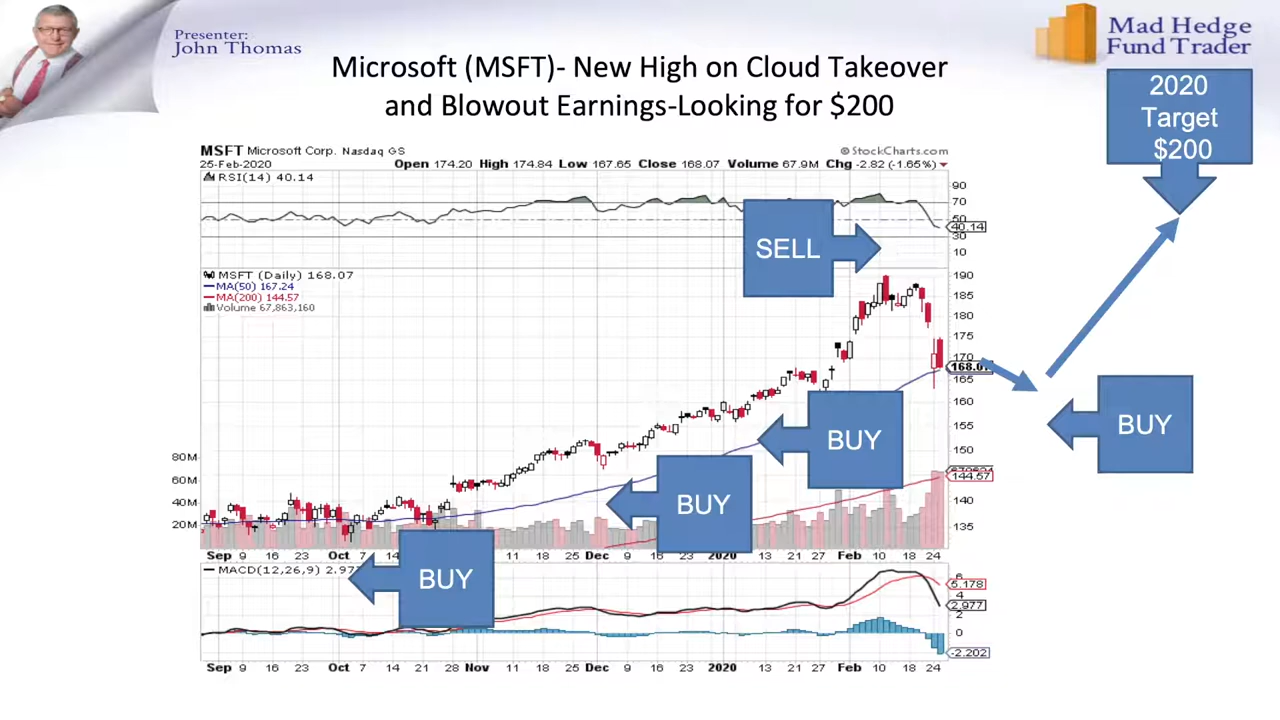 Presenter:
John Thomas
Mad Hedge
Fund Trader
Microsoft (MSFT)- New High on Cloud Takeover
and Blowout Earnings-Looking for $200
2020
Target
$200
MSFT Microsoft Corp. Nasdaq GS
© StockCharts.com
25-Feb-2020
Open 174.20 High 174.84 Low 167.65 Close 168.07 Volume 67.9M Chg -2.82 (-1.65%)
RSI(14) 40.14
90
70
50
40.14
30
10
SELL
MSFT (Daily) 168.07
MA(50) 167.24
MA(200) 144.57
Volume 67,863,160
190
185
180
175
170
165
160
155
150
144.57
140
135
80M
60M
40M
20M
BUY
BUY
BUY
BUY
Sep 9 16 23 Oct 7 11 18 25 Dec 9 16 23 2020 13 21 27 Feb 10 18 24
MACD(12,26,9)
6
5.178
4
2.977
2
0
-2.202
Sep 9 16 23 Oct 7 14 21 28 Nov 11 18 25 Dec 9 16 23 2020 13 21 27 Feb 10 18 24